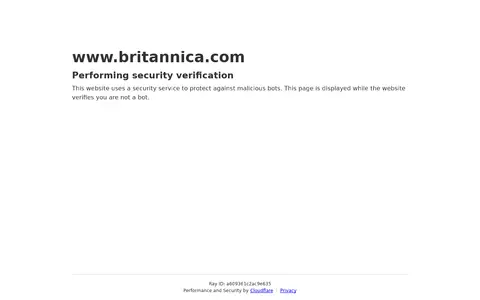 www.britannica.com
Performing security verification
This website uses a security service to protect against malicious bots. This page is displayed while the website
verifies you are not a bot.
Ray ID: a6f9361c2ac9e6d5
Performance and Security by Cloudflare | Privacy